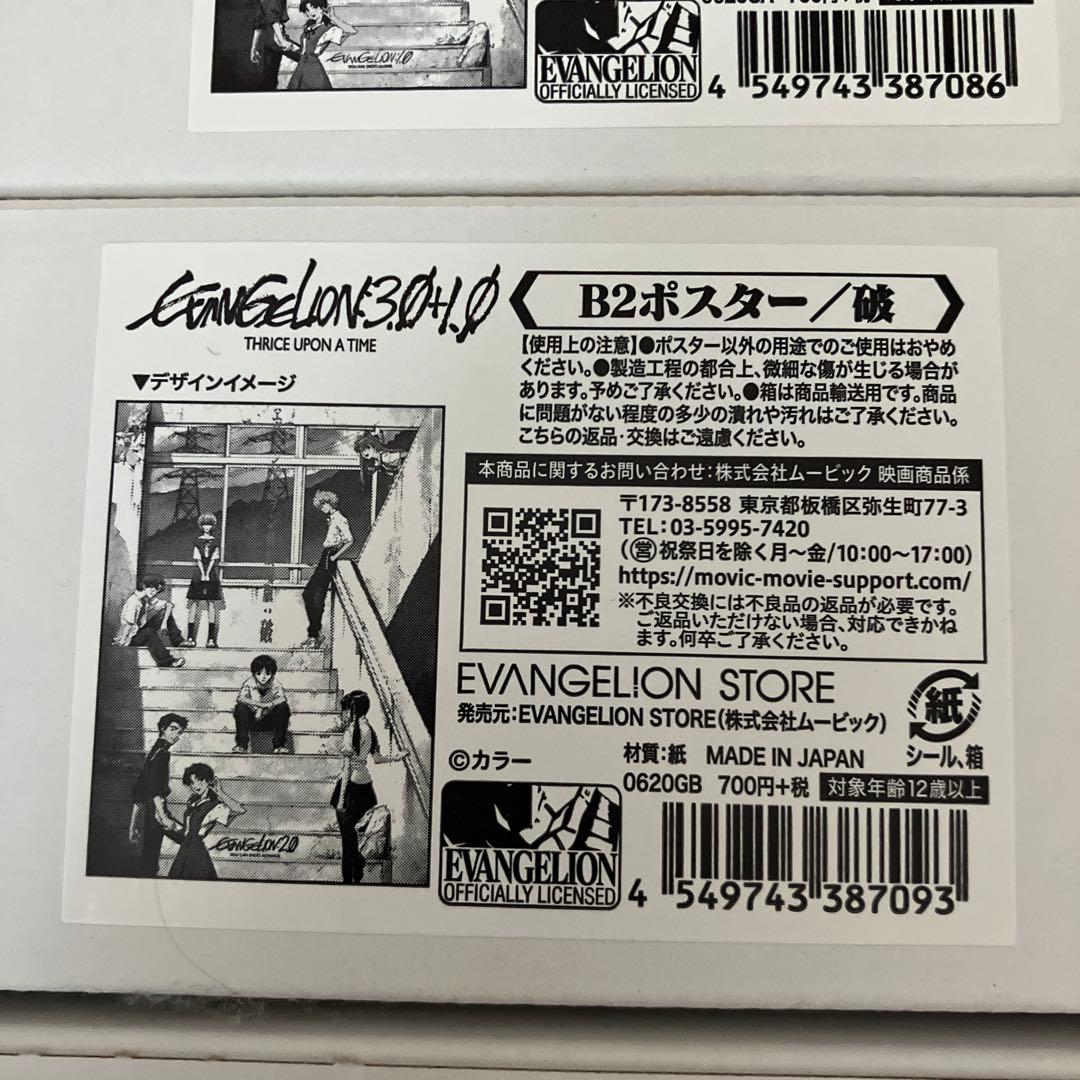 EVANGELION:1.0
YOU ARE (NOT) ALONE.
EVANGELION
OFFICIALLY LICENSED
4 549743 387086
EVANGELION:3.0+1.0
THRICE UPON A TIME
B2ポスター／破
【使用上の注意】●ポスター以外の用途でのご使用はおやめ
ください。●製造工程の都合上、微細な傷が生じる場合が
あります。予めご了承ください。●箱は商品輸送用です。商品
に問題がない程度の多少の潰れや汚れはご了承ください。
こちらの返品・交換はご遠慮ください。
▼デザインイメージ
本商品に関するお問い合わせ：株式会社ムービック 映画商品係
〒173-8558 東京都板橋区弥生町77-3
TEL：03-5995-7420
（㊂祝祭日を除く月～金/10:00～17:00）
https://movic-movie-support.com/
※不良交換には不良品の返品が必要です。
ご返品いただけない場合、対応できかね
ます。何卒ご了承ください。
EVANGELION STORE
発売元：EVANGELION STORE（株式会社ムービック）
紙
シール、箱
©カラー
材質：紙 MADE IN JAPAN
0620GB 700円+税 対象年齢12歳以上
EVANGELION:2.0
YOU CAN (NOT) ADVANCE.
EVANGELION
OFFICIALLY LICENSED
4 549743 387093